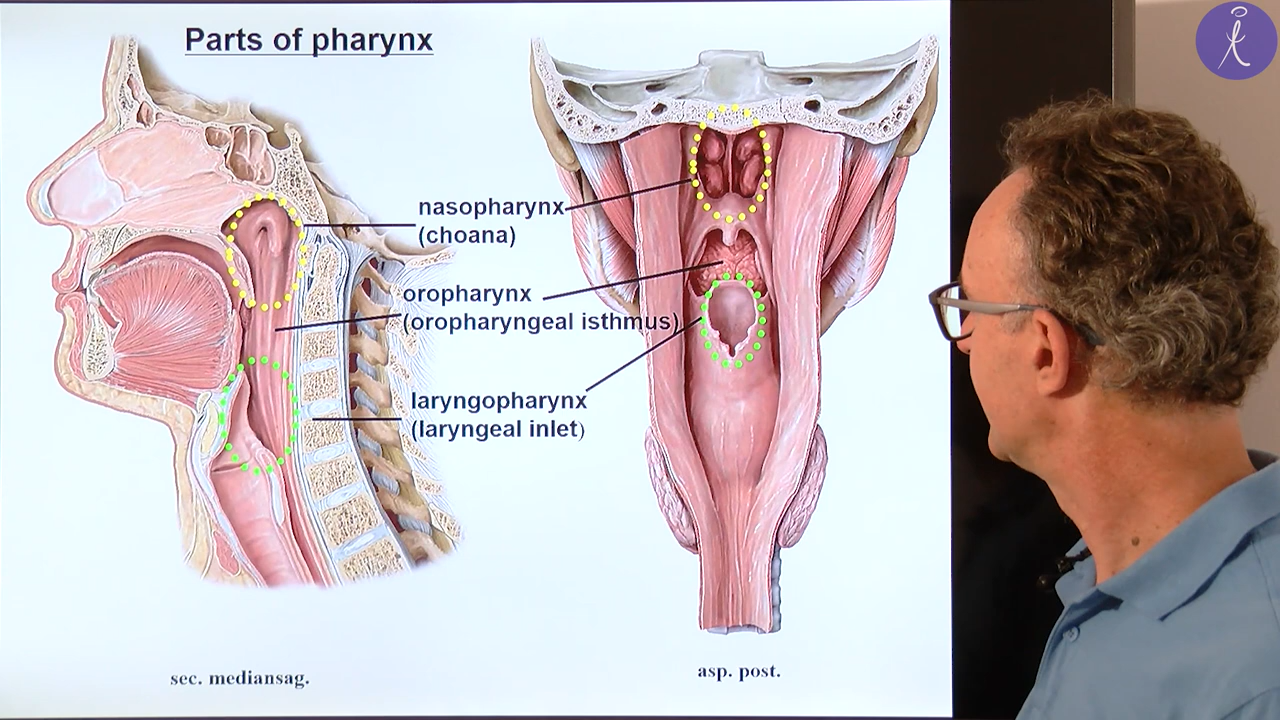 Parts of pharynx
nasopharynx
(choana)
oropharynx
(oropharyngeal isthmus)
laryngopharynx
(laryngeal inlet)
sec. mediansag.
asp. post.